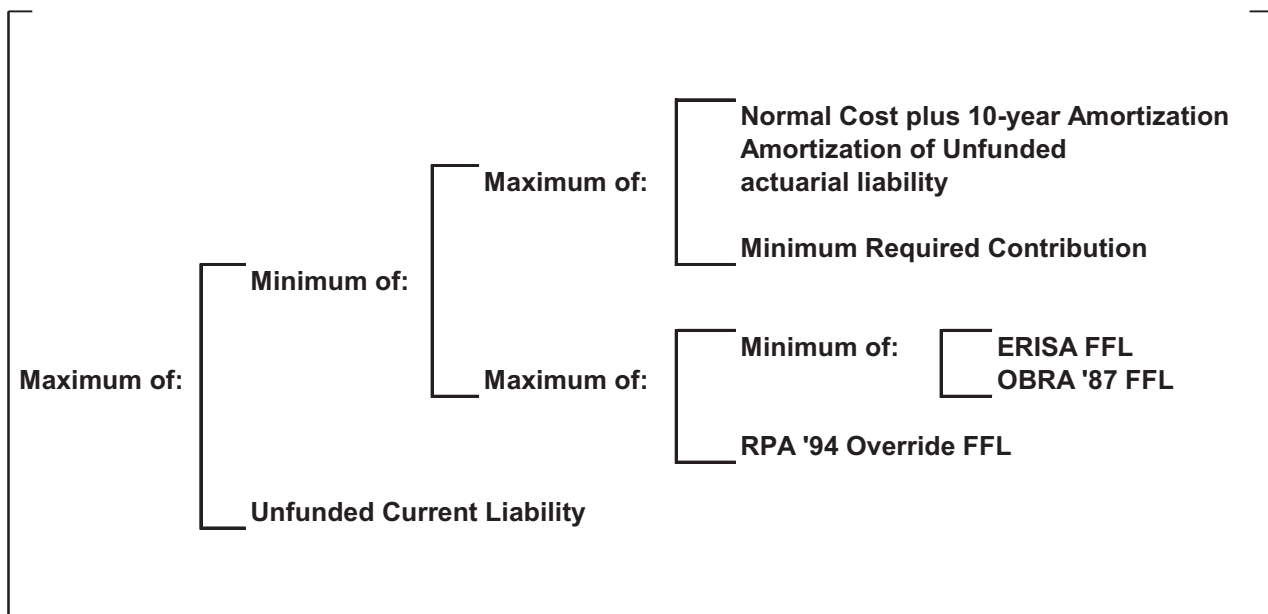 Normal Cost plus 10-year Amortization
Amortization of Unfunded
actuarial liability
Maximum of:
Minimum Required Contribution
Minimum of:
Minimum of:
ERISA FFL
OBRA '87 FFL
Maximum of:
Maximum of:
RPA '94 Override FFL
Unfunded Current Liability